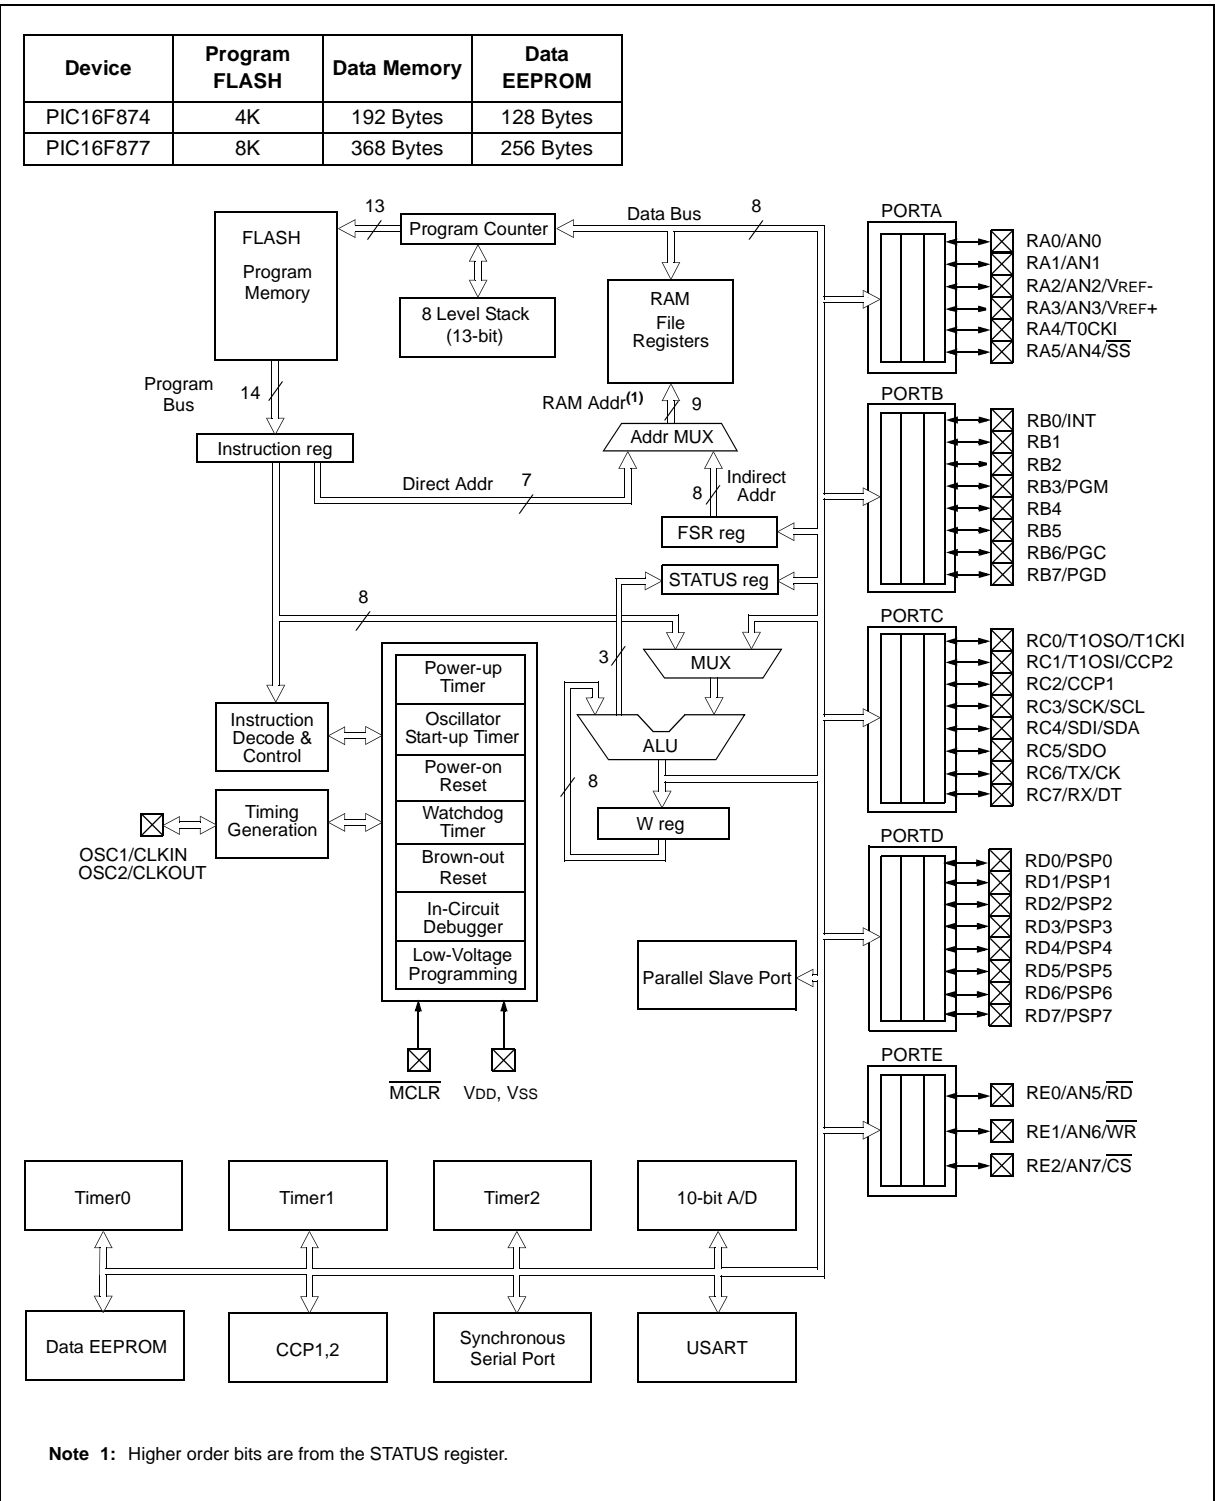 Device Program FLASH Data Memory Data EEPROM
PIC16F874 4K 192 Bytes 128 Bytes
PIC16F877 8K 368 Bytes 256 Bytes
13
Program Counter
Data Bus
8
FLASH
Program
Memory
8 Level Stack
(13-bit)
RAM
File
Registers
Program
Bus
14
RAM Addr(1)
9
Addr MUX
Instruction reg
Direct Addr
7
8
Indirect
Addr
FSR reg
STATUS reg
8
3
MUX
ALU
8
W reg
Power-up
Timer
Oscillator
Start-up Timer
Power-on
Reset
Watchdog
Timer
Brown-out
Reset
In-Circuit
Debugger
Low-Voltage
Programming
Instruction
Decode &
Control
Timing
Generation
OSC1/CLKIN
OSC2/CLKOUT
MCLR
VDD, VSS
Parallel Slave Port
PORTA
RA0/AN0
RA1/AN1
RA2/AN2/VREF-
RA3/AN3/VREF+
RA4/T0CKI
RA5/AN4/SS
PORTB
RB0/INT
RB1
RB2
RB3/PGM
RB4
RB5
RB6/PGC
RB7/PGD
PORTC
RC0/T1OSO/T1CKI
RC1/T1OSI/CCP2
RC2/CCP1
RC3/SCK/SCL
RC4/SDI/SDA
RC5/SDO
RC6/TX/CK
RC7/RX/DT
PORTD
RD0/PSP0
RD1/PSP1
RD2/PSP2
RD3/PSP3
RD4/PSP4
RD5/PSP5
RD6/PSP6
RD7/PSP7
PORTE
RE0/AN5/RD
RE1/AN6/WR
RE2/AN7/CS
Timer0
Timer1
Timer2
10-bit A/D
Data EEPROM
CCP1,2
Synchronous
Serial Port
USART
Note 1: Higher order bits are from the STATUS register.